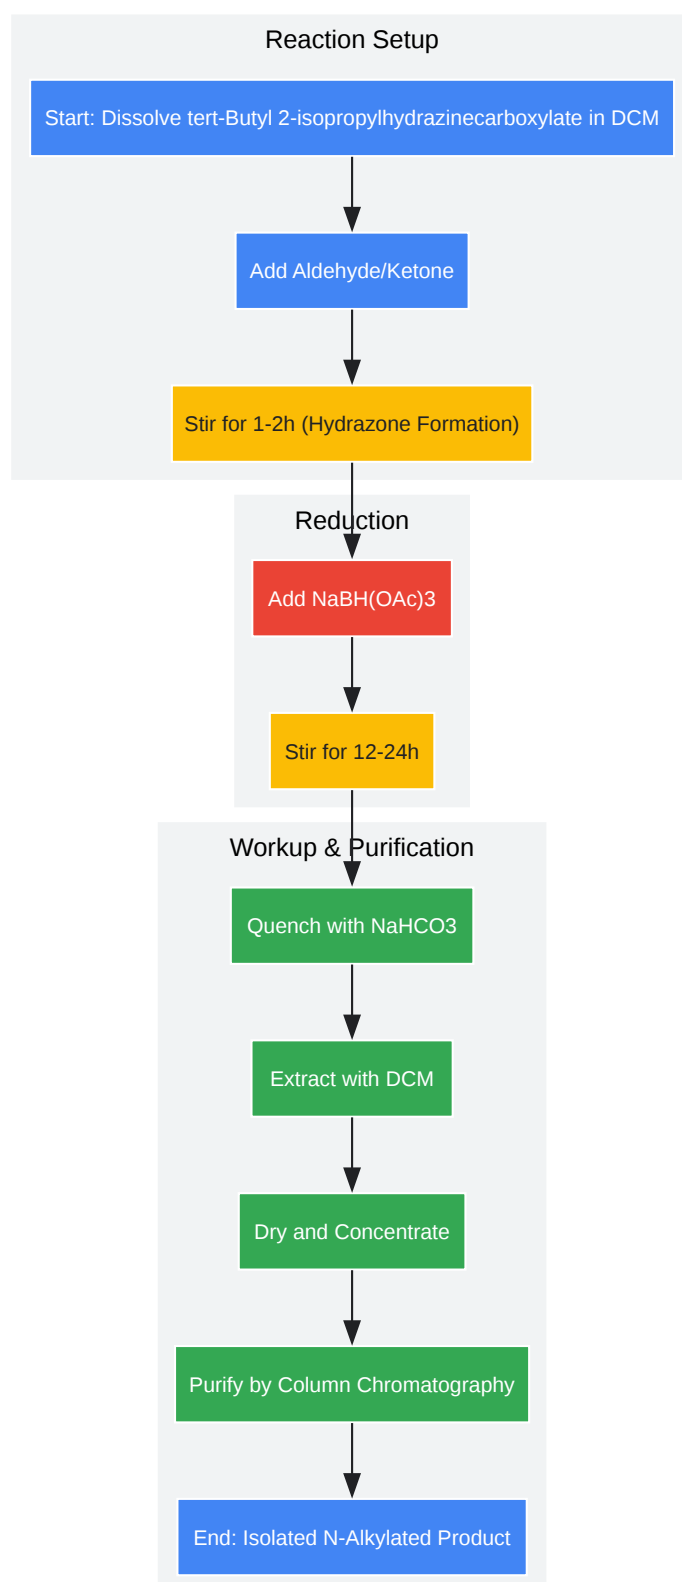 Reaction Setup
Start: Dissolve tert-Butyl 2-isopropylhydrazinecarboxylate in DCM
Add Aldehyde/Ketone
Stir for 1-2h (Hydrazone Formation)
Reduction
Add NaBH(OAc)3
Stir for 12-24h
Workup & Purification
Quench with NaHCO3
Extract with DCM
Dry and Concentrate
Purify by Column Chromatography
End: Isolated N-Alkylated Product